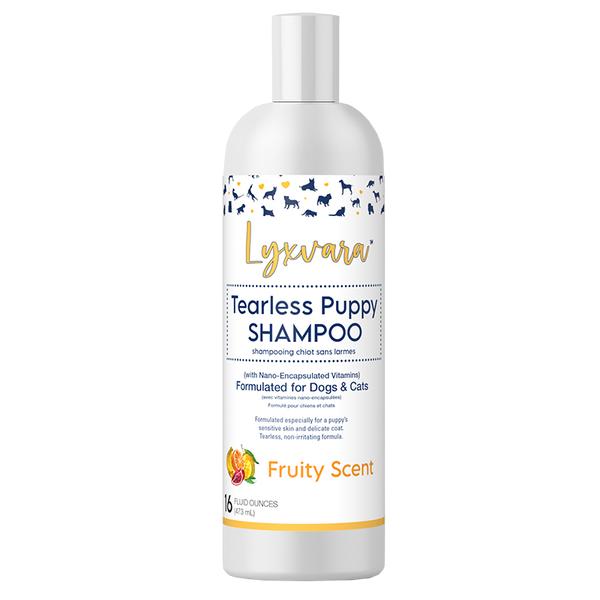 Lyxvara
Tearless Puppy
SHAMPOO
shampooing chiot sans larmes
(with Nano-Encapsulated Vitamins)
Formulated for Dogs & Cats
(avec vitamines nano-encapsulées)
Formulé pour chiens et chats
Formulated especially for a puppy's
sensitive skin and delicate coat.
Tearless, non-irritating formula.
Fruity Scent
16 FLUID OUNCES
(473 mL)